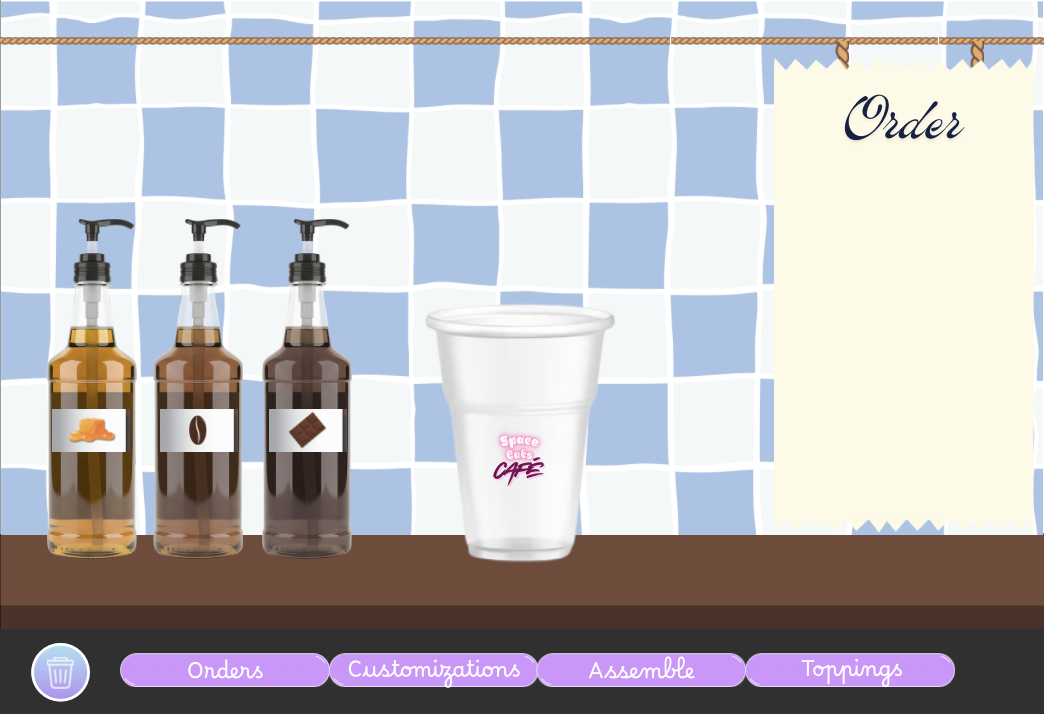 Order
Space
Cats
CAFÉ
Orders
Customizations
Assemble
Toppings